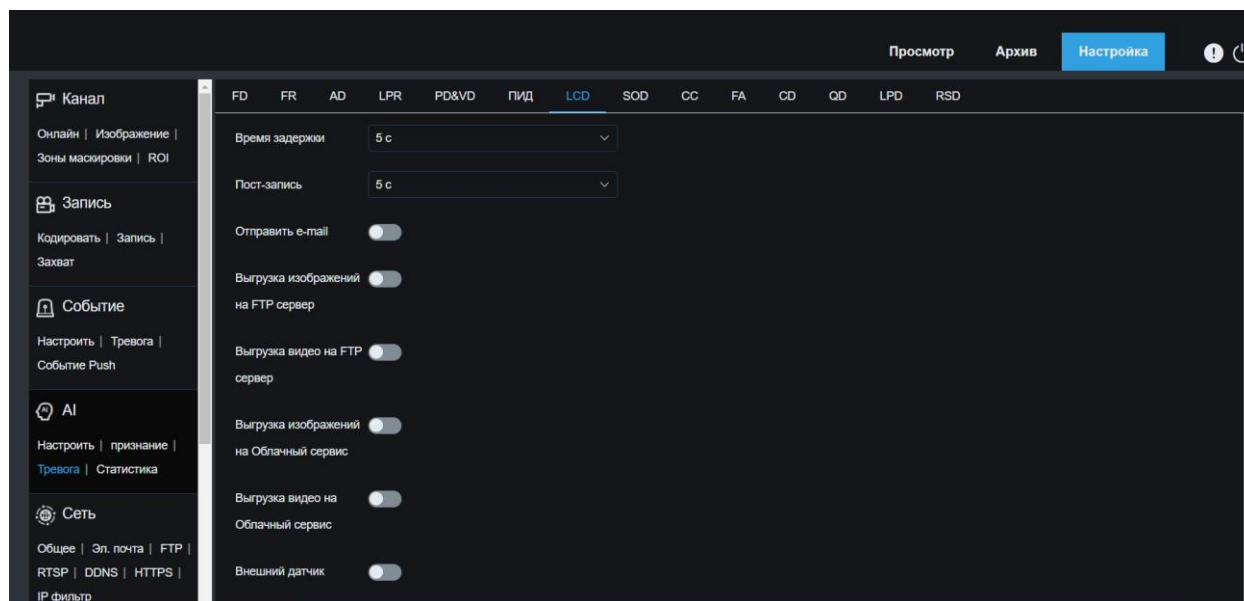 Просмотр Архив Настройка
Канал
Онлайн | Изображение |
Зоны маскировки | ROI
Запись
Кодировать | Запись |
Захват
Событие
Настроить | Тревога |
Событие Push
AI
Настроить | признание |
Тревога | Статистика
Сеть
Общее | Эл. почта | FTP |
RTSP | DDNS | HTTPS |
IP фильтр
FD FR AD LPR PD&VD ПИД LCD SOD CC FA CD QD LPD RSD
Время задержки 5 с
Пост-запись 5 с
Отправить e-mail
Выгрузка изображений
на FTP сервер
Выгрузка видео на FTP
сервер
Выгрузка изображений
на Облачный сервис
Выгрузка видео на
Облачный сервис
Внешний датчик